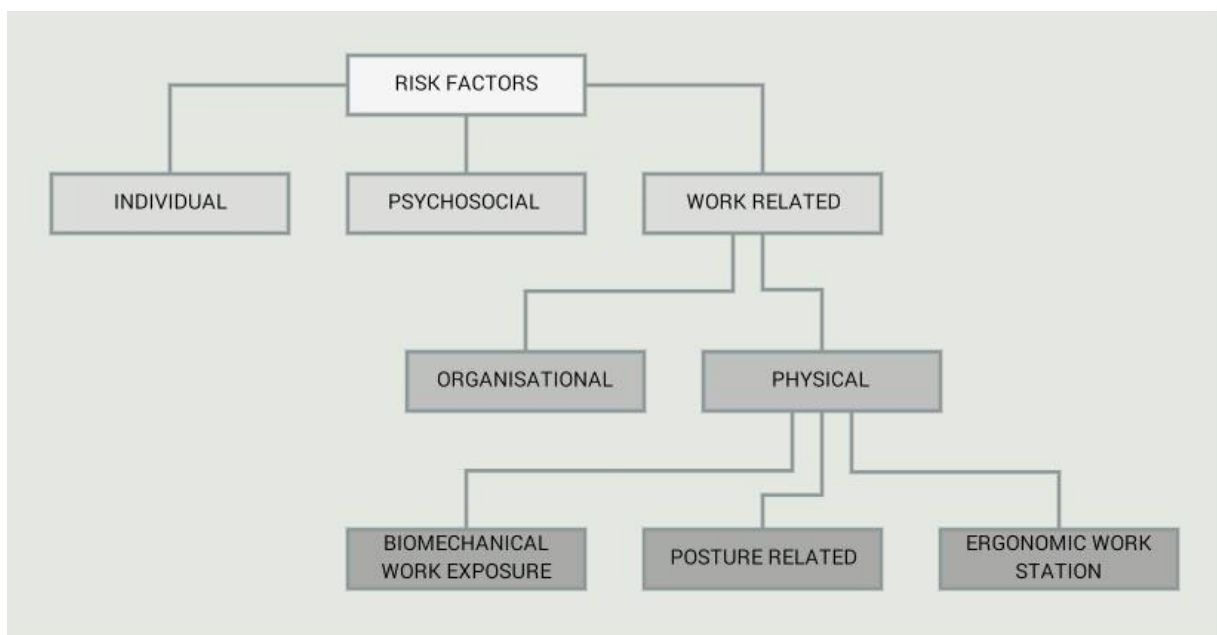 RISK FACTORS
INDIVIDUAL
PSYCHOSOCIAL
WORK RELATED
ORGANISATIONAL
PHYSICAL
BIOMECHANICAL
WORK EXPOSURE
POSTURE RELATED
ERGONOMIC WORK
STATION